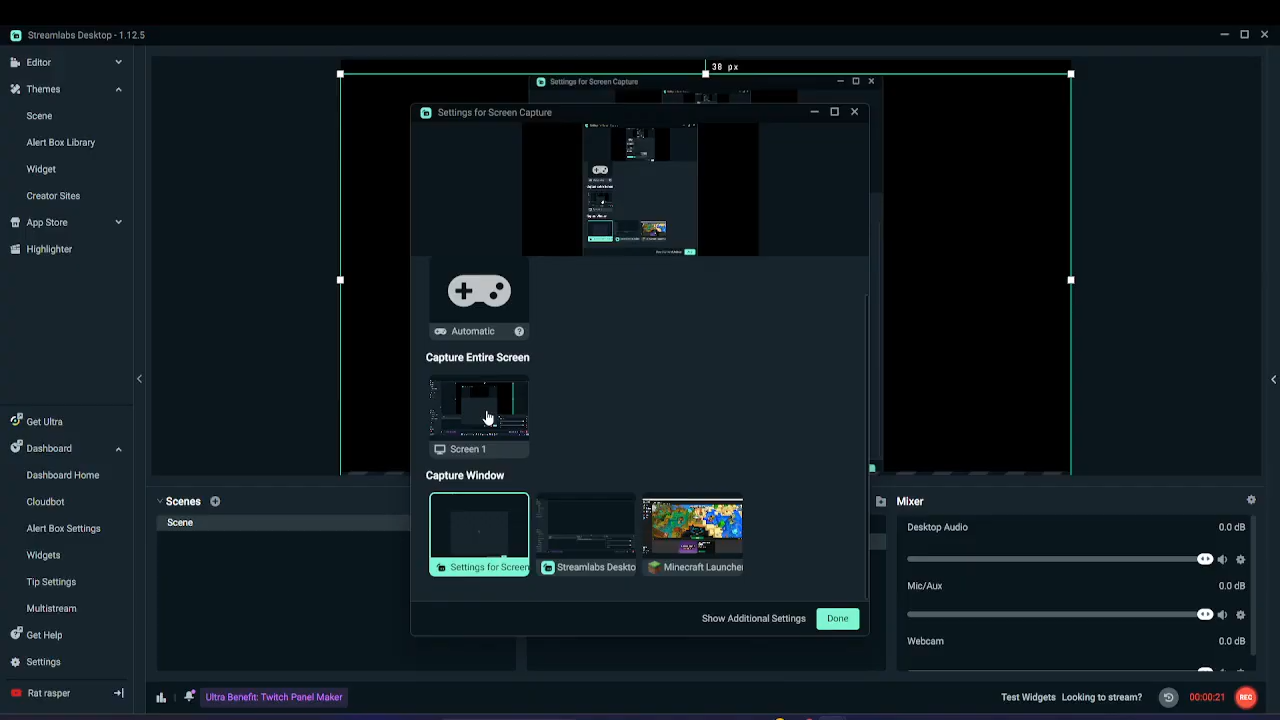 Streamlabs Desktop - 1.12.5
Editor
Themes
Scene
Alert Box Library
Widget
Creator Sites
App Store
Highlighter
Get Ultra
Dashboard
Dashboard Home
Cloudbot
Alert Box Settings
Widgets
Tip Settings
Multistream
Get Help
Settings
Rat rasper
38 px
Settings for Screen Capture
Settings for Screen Capture
Automatic
Capture Entire Screen
Screen 1
Capture Window
Settings for Screen
Streamlabs Deskto
Minecraft Launche
Show Additional Settings
Done
Scenes
Scene
Mixer
Desktop Audio 0.0 dB
Mic/Aux 0.0 dB
Webcam 0.0 dB
Ultra Benefit: Twitch Panel Maker
Test Widgets Looking to stream? 00:00:21 REC